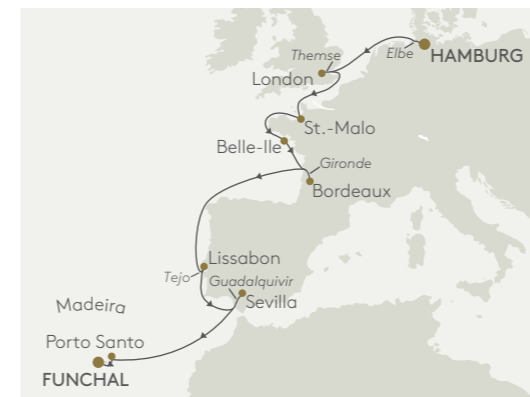 Themse
Elbe
HAMBURG
London
St.-Malo
Belle-Ile
Gironde
Bordeaux
Lissabon
Tejo
Guadalquivir
Sevilla
Madeira
Porto Santo
FUNCHAL